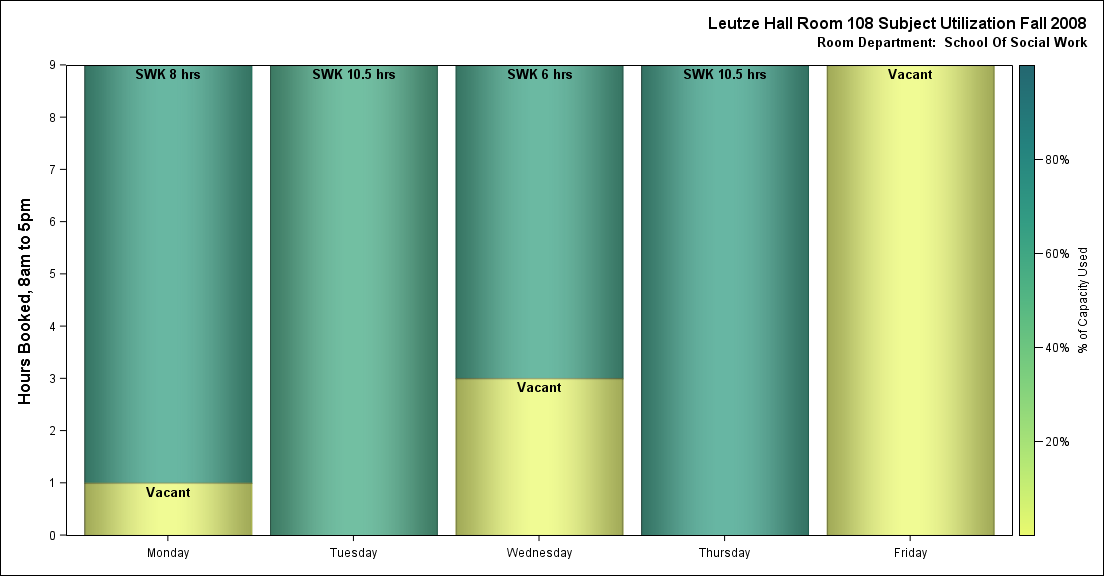 Leutze Hall Room 108 Subject Utilization Fall 2008
Room Department: School Of Social Work
Hours Booked, 8am to 5pm
9
8
7
6
5
4
3
2
1
0
SWK 8 hrs
Vacant
SWK 10.5 hrs
SWK 6 hrs
Vacant
SWK 10.5 hrs
Vacant
Monday
Tuesday
Wednesday
Thursday
Friday
80%
60%
40%
20%
% of Capacity Used